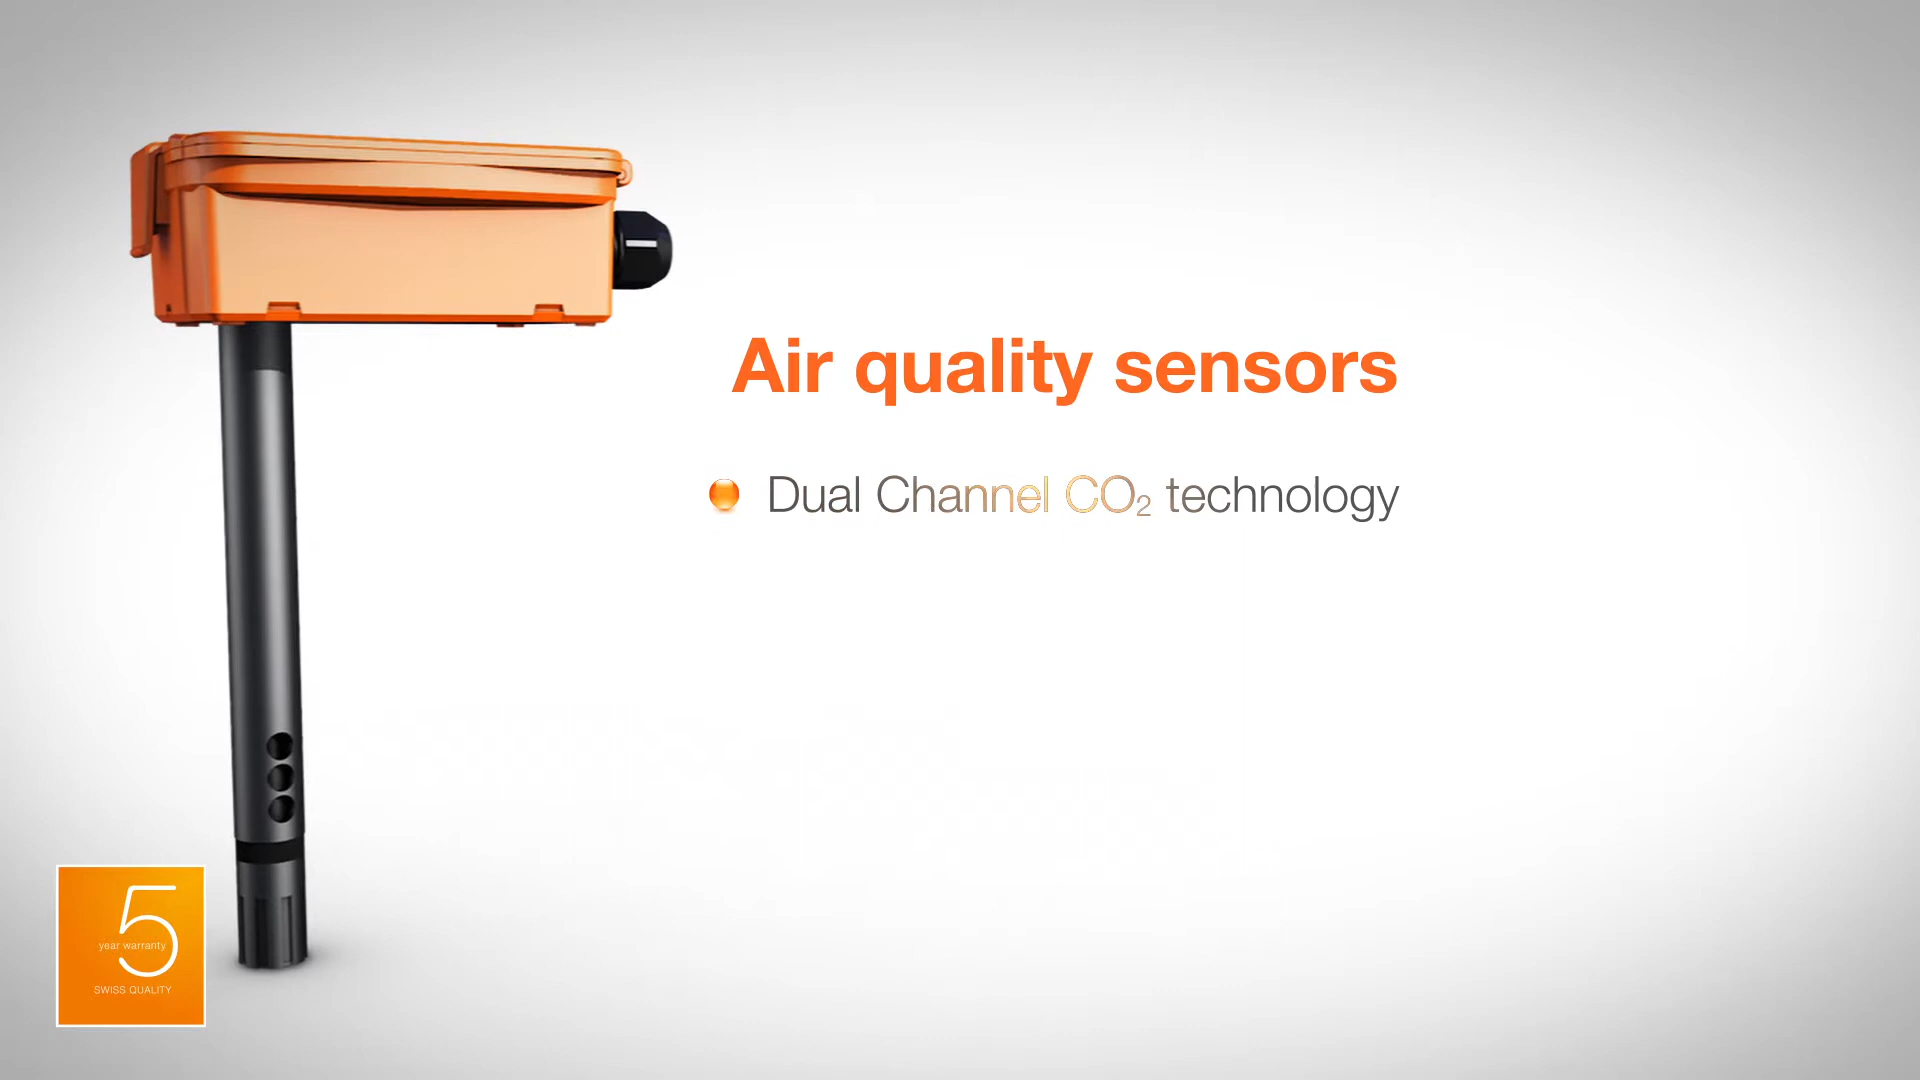 Air quality sensors
Dual Channel CO₂ technology
5
year warranty
SWISS QUALITY